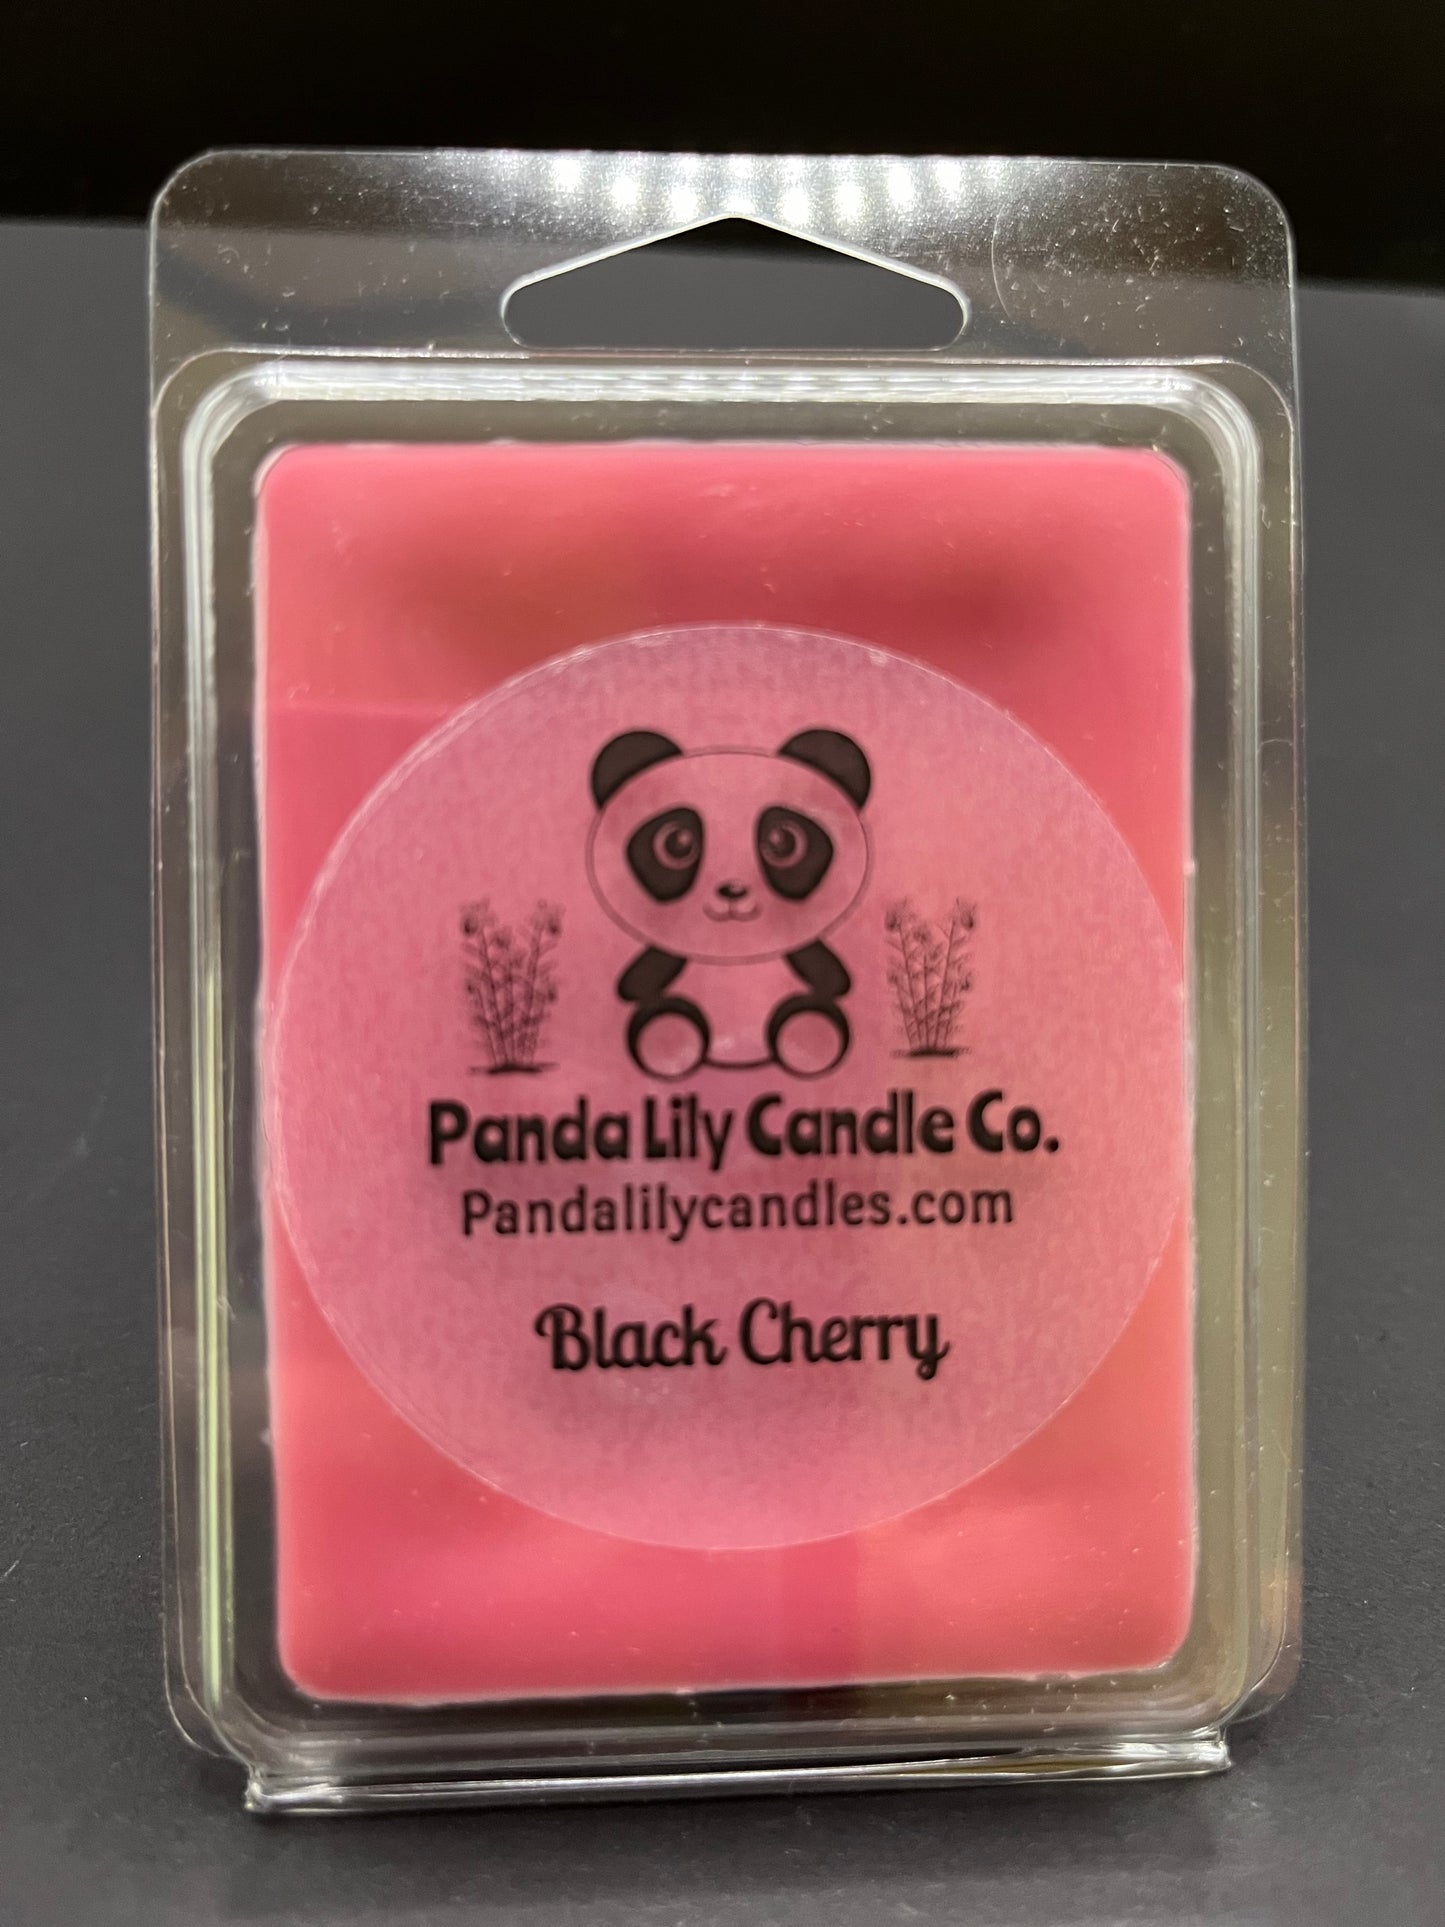 Panda Lily Candle Co.
Pandalilycandles.com
Black Cherry